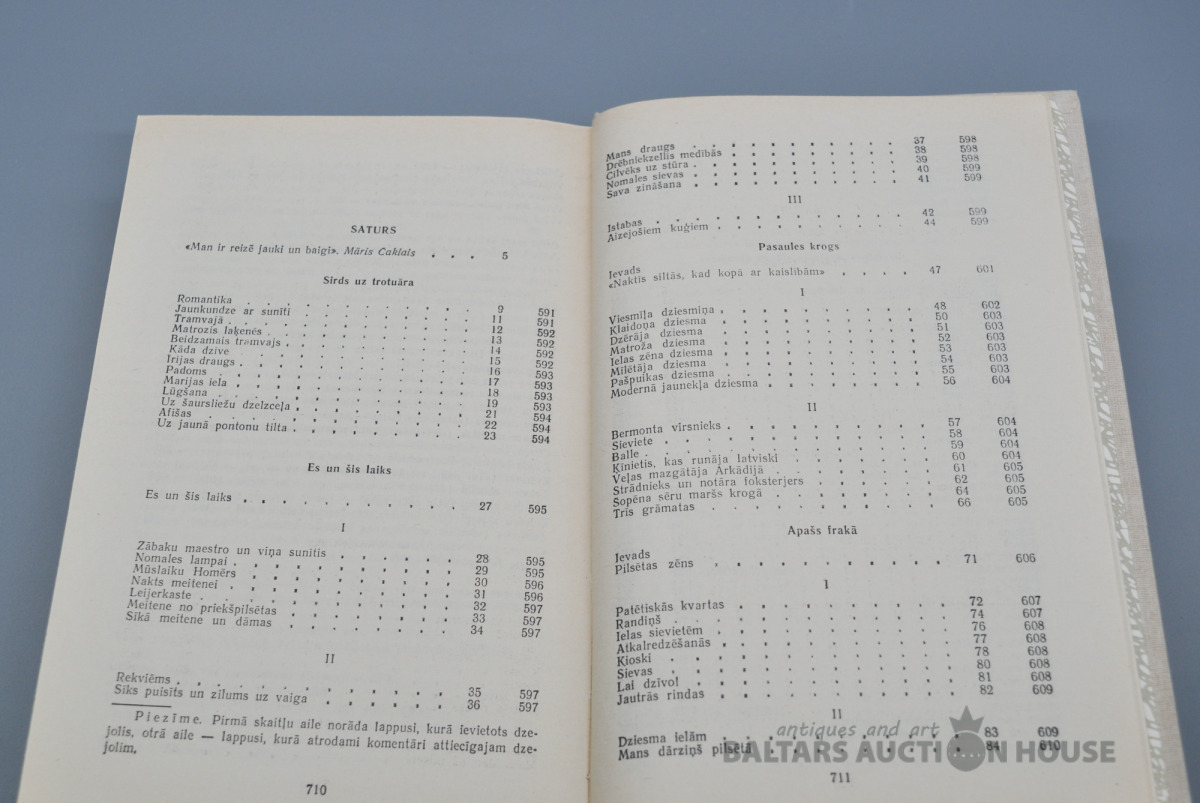 SATURS
«Man ir reizē jauki un baigi». Māris Čaklais . . . 5
Sirds uz trotuāra
Romantika . . . 9 591
Jaunkundze ar sunīti . . . 11 591
Tramvajā . . . 12 592
Matrozis laķenēs . . . 13 592
Beidzamais tramvajs . . . 14 592
Kāda dzīve . . . 15 592
Īrijas draugs . . . 16 593
Padoms . . . 17 593
Marijas iela . . . 18 593
Lūgšana . . . 19 593
Uz šaursliežu dzelzceļa . . . 21 594
Afišas . . . 22 594
Uz jaunā pontonu tilta . . . 23 594
Es un šis laiks
Es un šis laiks . . . 27 595
I
Zābaku maestro un viņa sunītis . . . 28 595
Nomales lampai . . . 29 595
Mūslaiku Homērs . . . 30 596
Nakts meitenei . . . 31 596
Leijerkaste . . . 32 597
Meitene no priekšpilsētas . . . 33 597
Sīkā meitene un dāmas . . . 34 597
II
Rekviēms . . . 35 597
Sīks puisīts un zilums uz vaiga . . . 36 597
Piezīme. Pirmā skaitļu aile norāda lappusi, kurā ievietots dze-
jolis, otrā aile — lappusi, kurā atrodami komentāri attiecīgajam dze-
jolim.
710
Mans draugs . . . 37 598
Drēbniekzellis medībās . . . 38 598
Cilvēks uz stūra . . . 39 598
Nomales sievas . . . 40 599
Sava zināšana . . . 41 599
III
Istabas . . . 42 599
Aizejošiem kuģiem . . . 44 599
Pasaules krogs
Ievads
«Naktīs siltās, kad kopā ar kaislībām» . . . 47 601
I
Viesmīļa dziesmiņa . . . 48 602
Klaidoņa dziesma . . . 50 603
Dzērāja dziesma . . . 51 603
Matroža dziesma . . . 52 603
Ielas zēna dziesma . . . 53 603
Mīlētāja dziesma . . . 54 603
Pašpuikas dziesma . . . 55 603
Modernā jaunekļa dziesma . . . 56 604
II
Bermonta virsnieks . . . 57 604
Sieviete . . . 58 604
Balle . . . 59 604
Ķīnietis, kas runāja latviski . . . 60 604
Veļas mazgātāja Arkādijā . . . 61 605
Strādnieks un notāra foksterjers . . . 62 605
Šopēna sēru maršs krogā . . . 64 605
Trīs grāmatas . . . 66 605
Apašs frakā
Ievads
Pilsētas zēns . . . 71 606
I
Patētiskās kvartas . . . 72 607
Randiņš . . . 74 607
Ielas sievietēm . . . 76 608
Atkalredzēšanās . . . 77 608
Kioski . . . 78 608
Sievas . . . 80 608
Lai dzīvo! . . . 81 608
Jautrās rindas . . . 82 609
II
Dziesma ielām . . . 83 609
Mans dārziņš pilsētā . . . 84 610
711
antiques and art
BALTARS AUCTION HOUSE